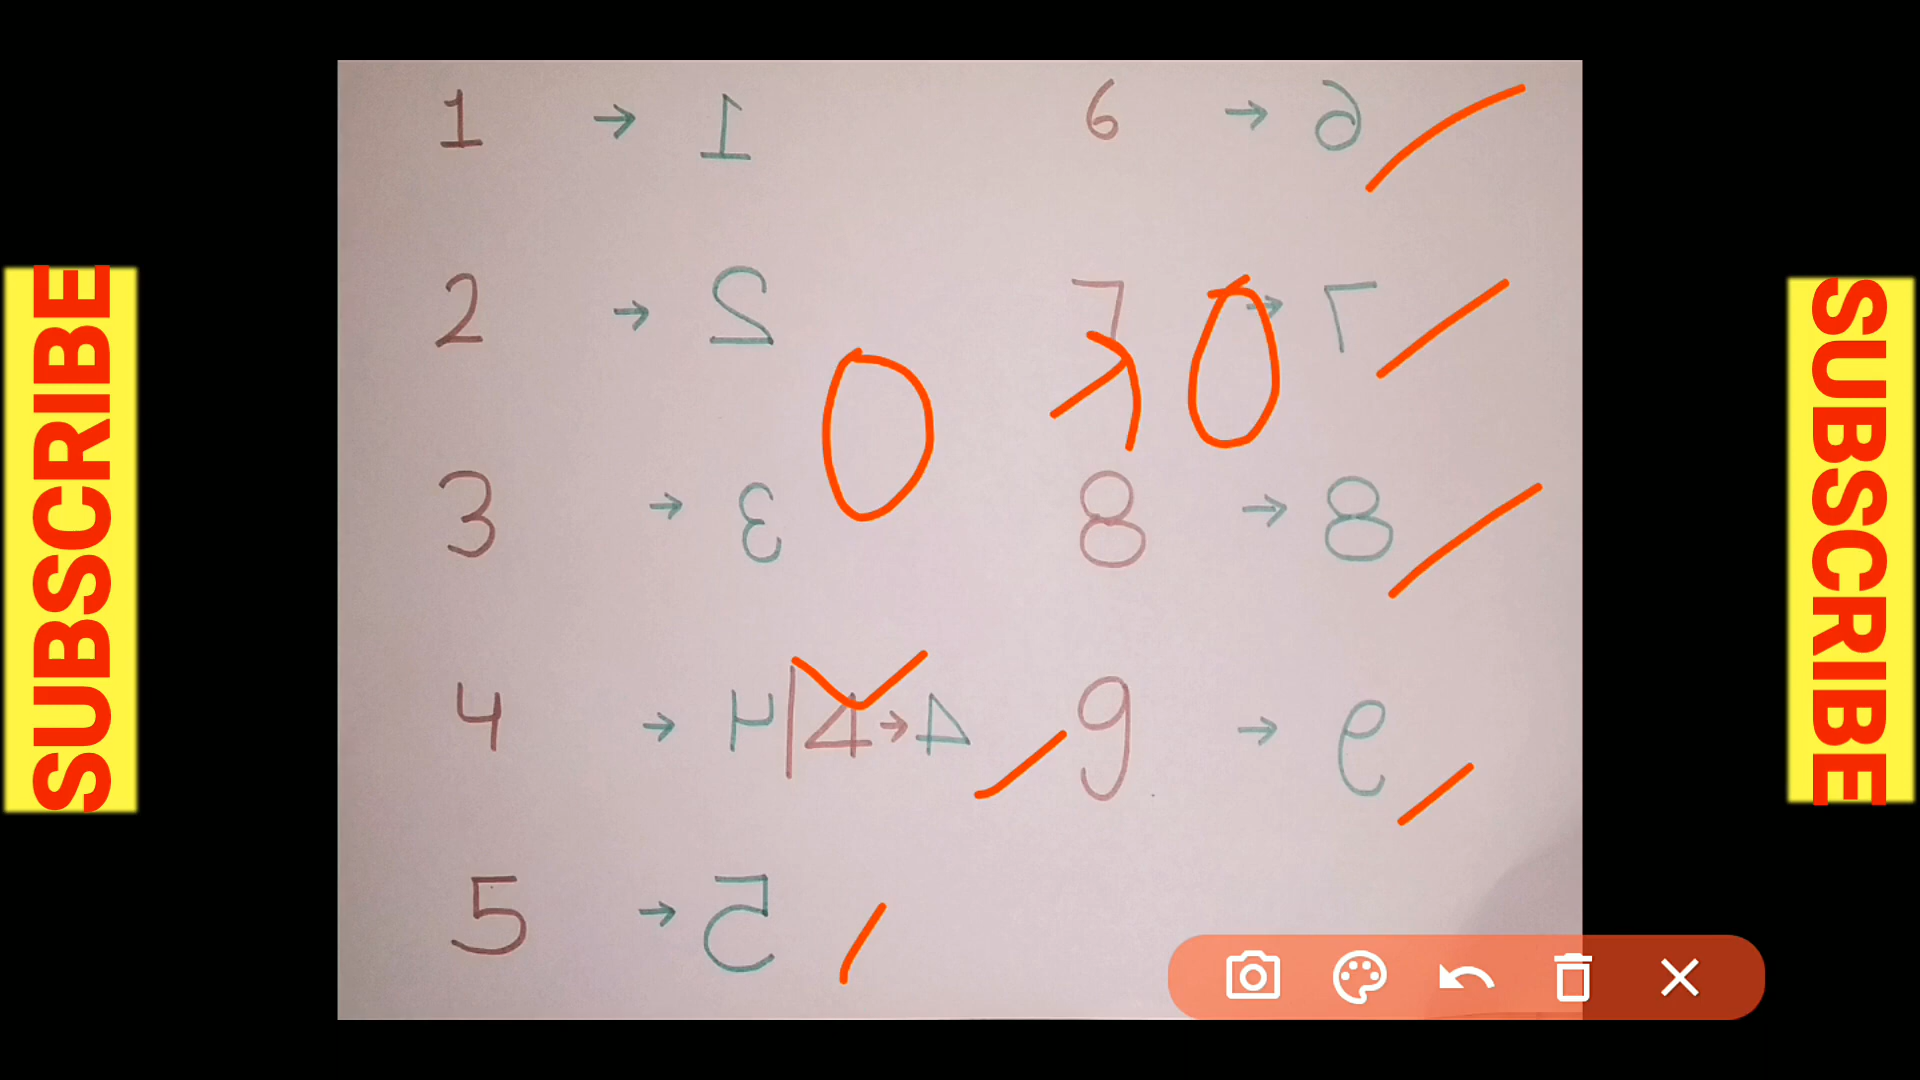 SUBSCRIBE
1 → 1
2 → 2
3 → 3
4 → 4 | 4 → 4
5 → 5
6 → 6
7 → 7
8 → 8
9 → 9
0 0
SUBSCRIBE